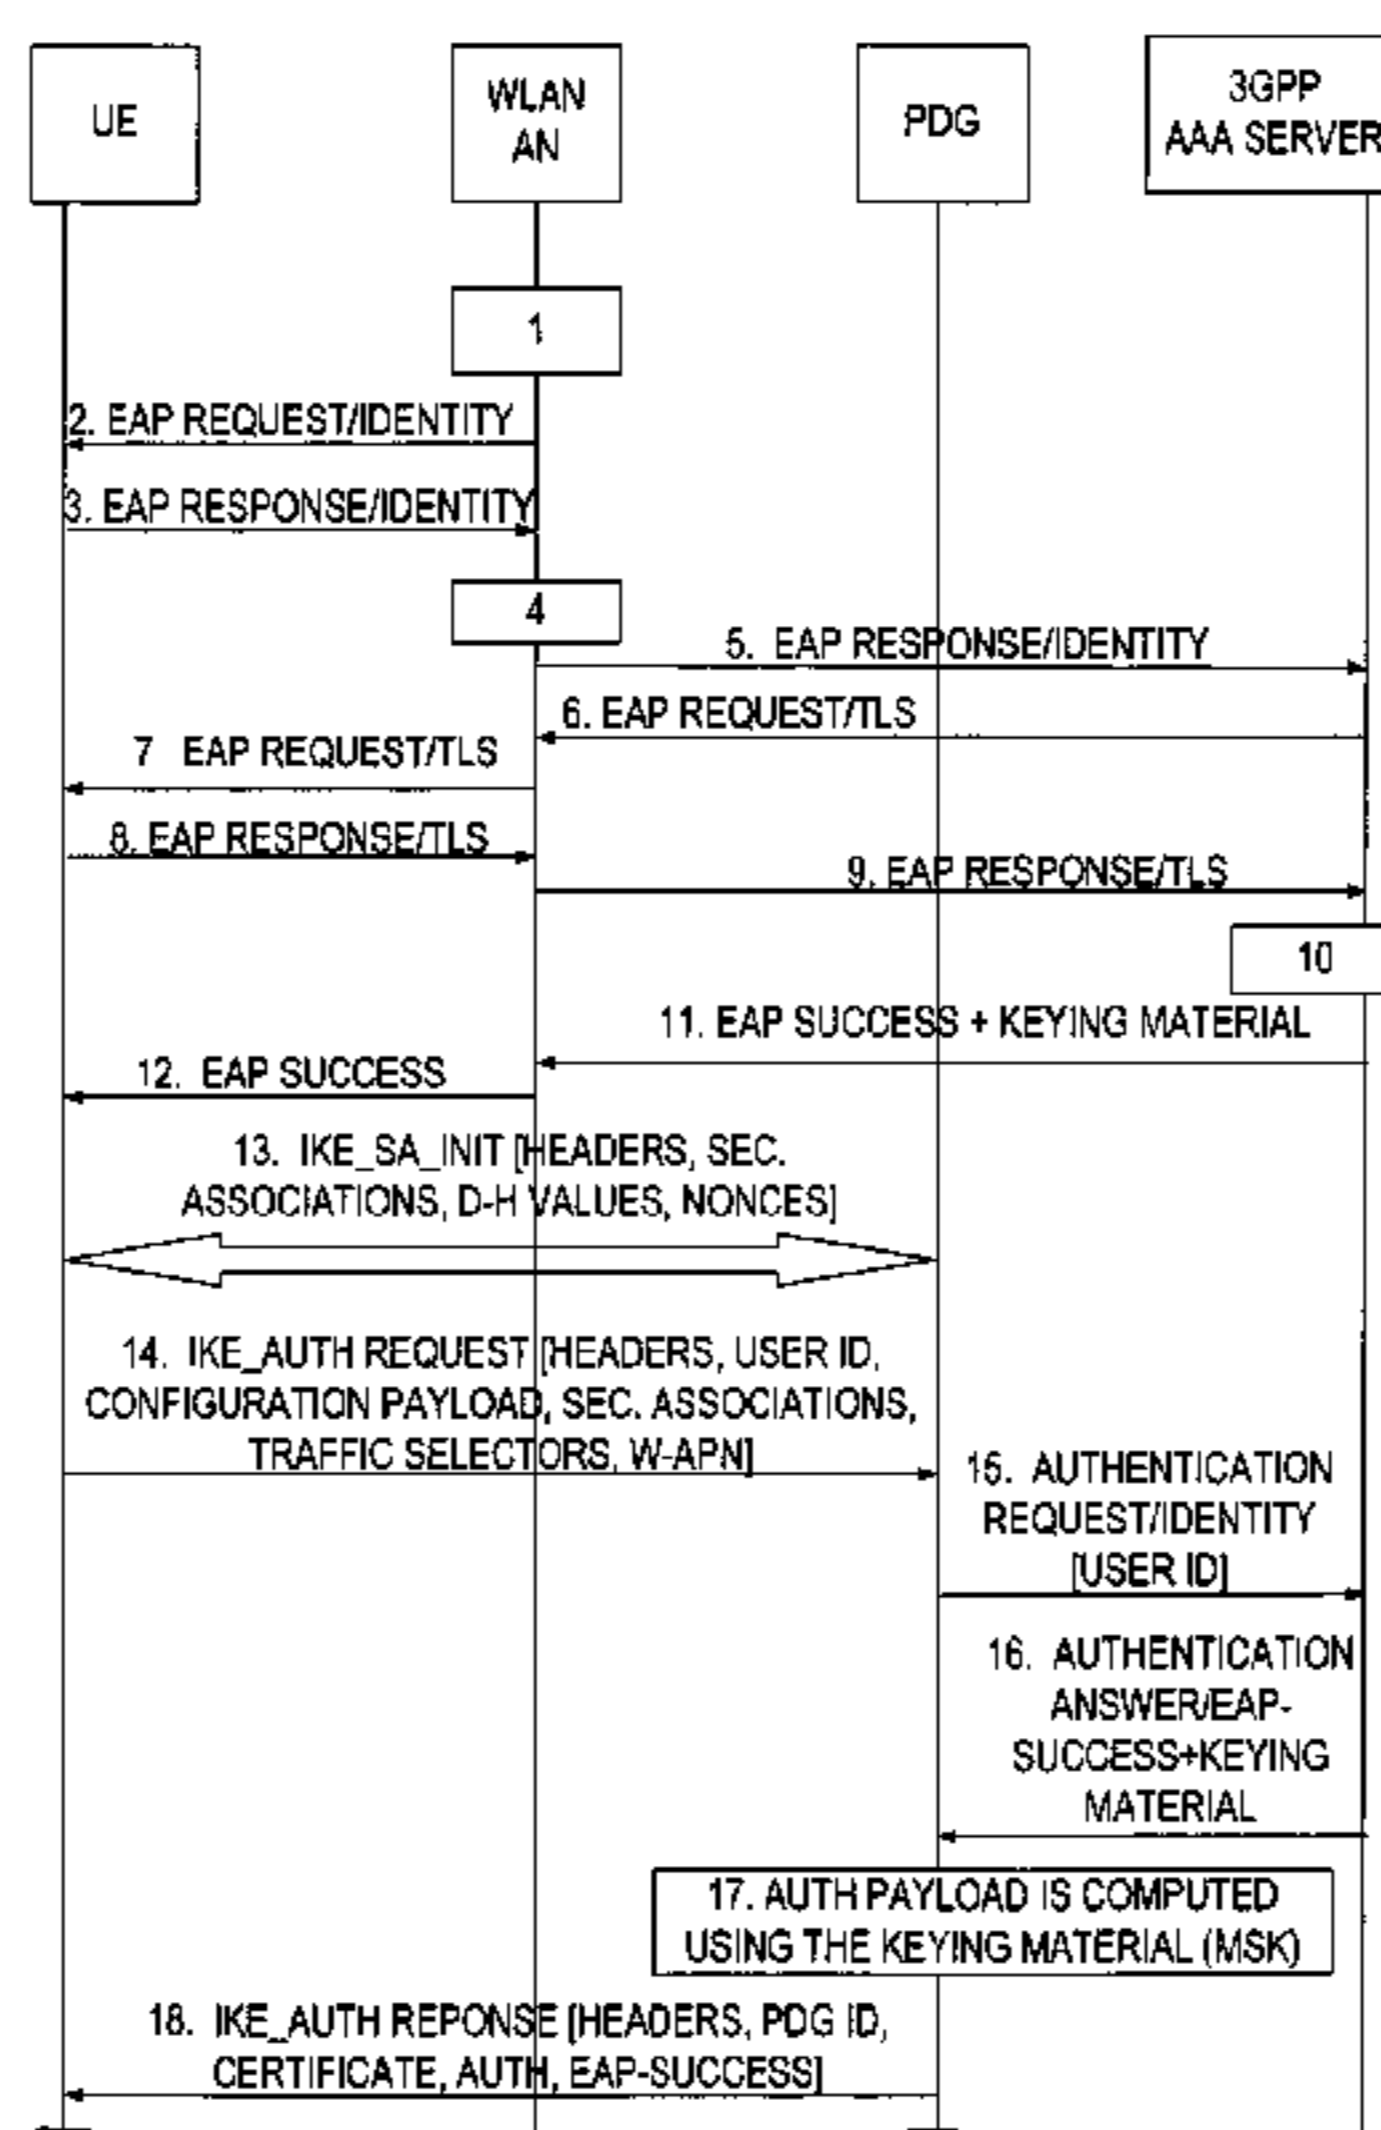 UE
WLAN
AN
PDG
3GPP
AAA SERVER
1
2. EAP REQUEST/IDENTITY
3. EAP RESPONSE/IDENTITY
4
5. EAP RESPONSE/IDENTITY
6. EAP REQUEST/TLS
7 EAP REQUEST/TLS
8. EAP RESPONSE/TLS
9. EAP RESPONSE/TLS
10
11. EAP SUCCESS + KEYING MATERIAL
12. EAP SUCCESS
13. IKE_SA_INIT [HEADERS, SEC.
ASSOCIATIONS, D-H VALUES, NONCES]
14. IKE_AUTH REQUEST [HEADERS, USER ID,
CONFIGURATION PAYLOAD, SEC. ASSOCIATIONS,
TRAFFIC SELECTORS, W-APN]
15. AUTHENTICATION
REQUEST/IDENTITY
[USER ID]
16. AUTHENTICATION
ANSWER/EAP-
SUCCESS+KEYING
MATERIAL
17. AUTH PAYLOAD IS COMPUTED
USING THE KEYING MATERIAL (MSK)
18. IKE_AUTH REPONSE [HEADERS, PDG ID,
CERTIFICATE, AUTH, EAP-SUCCESS]